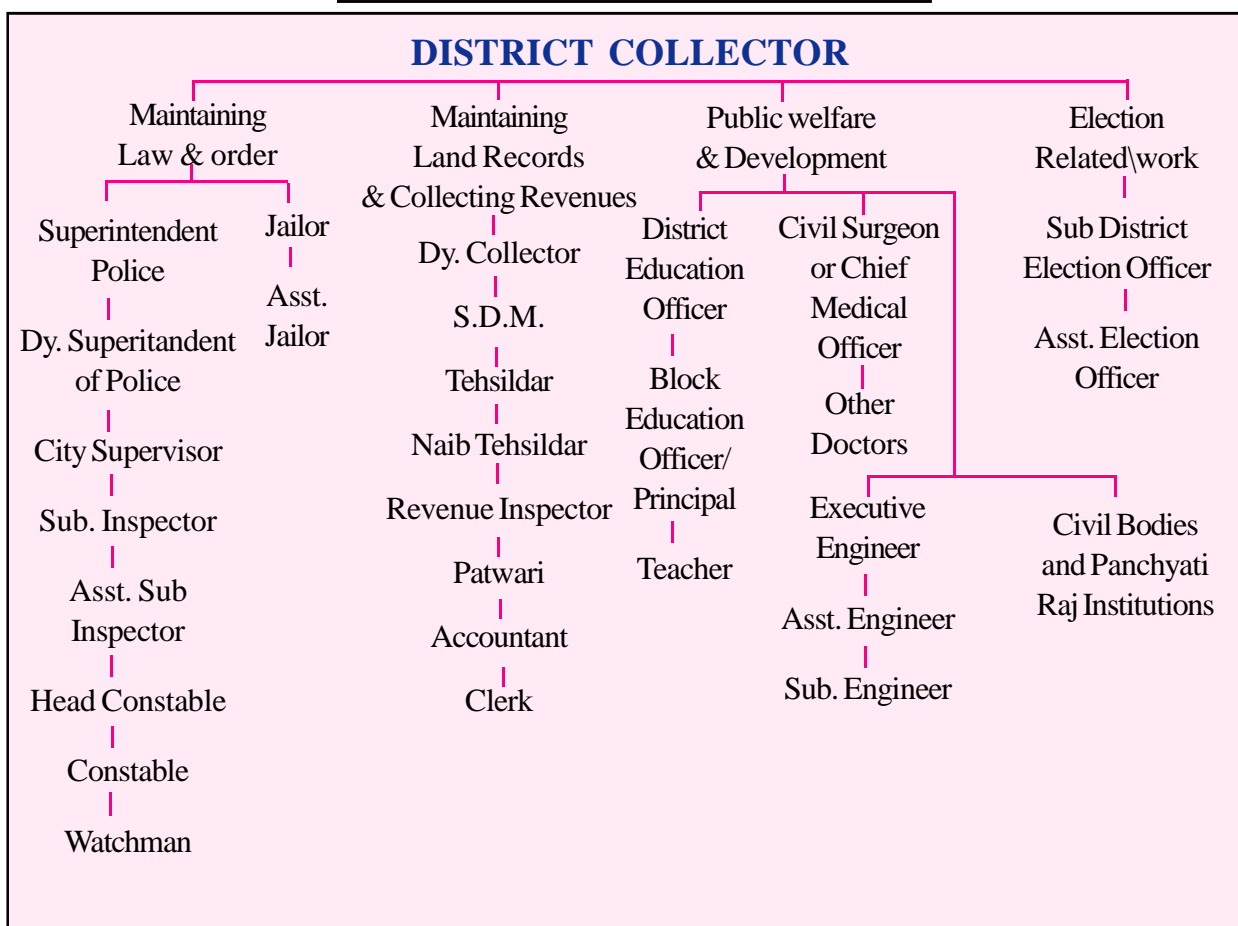 DISTRICT COLLECTOR
Maintaining
Law & order
Superintendent
Police
Dy. Superitandent
of Police
City Supervisor
Sub. Inspector
Asst. Sub
Inspector
Head Constable
Constable
Watchman
Jailor
Asst.
Jailor
Maintaining
Land Records
& Collecting Revenues
Dy. Collector
S.D.M.
Tehsildar
Naib Tehsildar
Revenue Inspector
Patwari
Accountant
Clerk
Public welfare
& Development
District
Education
Officer
Block
Education
Officer/
Principal
Teacher
Civil Surgeon
or Chief
Medical
Officer
Other
Doctors
Executive
Engineer
Asst. Engineer
Sub. Engineer
Civil Bodies
and Panchyati
Raj Institutions
Election
Related\work
Sub District
Election Officer
Asst. Election
Officer